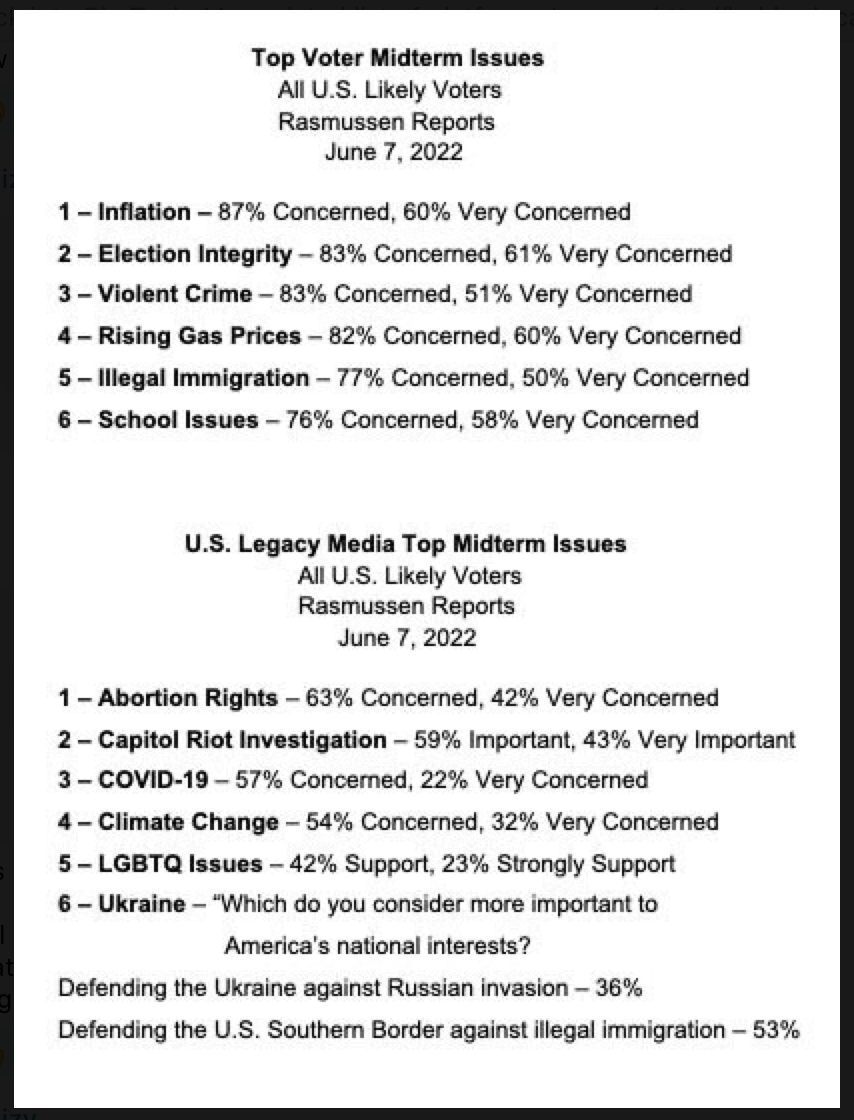 Top Voter Midterm Issues
All U.S. Likely Voters
Rasmussen Reports
June 7, 2022
1 – Inflation – 87% Concerned, 60% Very Concerned
2 – Election Integrity – 83% Concerned, 61% Very Concerned
3 – Violent Crime – 83% Concerned, 51% Very Concerned
4 – Rising Gas Prices – 82% Concerned, 60% Very Concerned
5 – Illegal Immigration – 77% Concerned, 50% Very Concerned
6 – School Issues – 76% Concerned, 58% Very Concerned
U.S. Legacy Media Top Midterm Issues
All U.S. Likely Voters
Rasmussen Reports
June 7, 2022
1 – Abortion Rights – 63% Concerned, 42% Very Concerned
2 – Capitol Riot Investigation – 59% Important, 43% Very Important
3 – COVID-19 – 57% Concerned, 22% Very Concerned
4 – Climate Change – 54% Concerned, 32% Very Concerned
5 – LGBTQ Issues – 42% Support, 23% Strongly Support
6 – Ukraine – “Which do you consider more important to
America’s national interests?
Defending the Ukraine against Russian invasion – 36%
Defending the U.S. Southern Border against illegal immigration – 53%